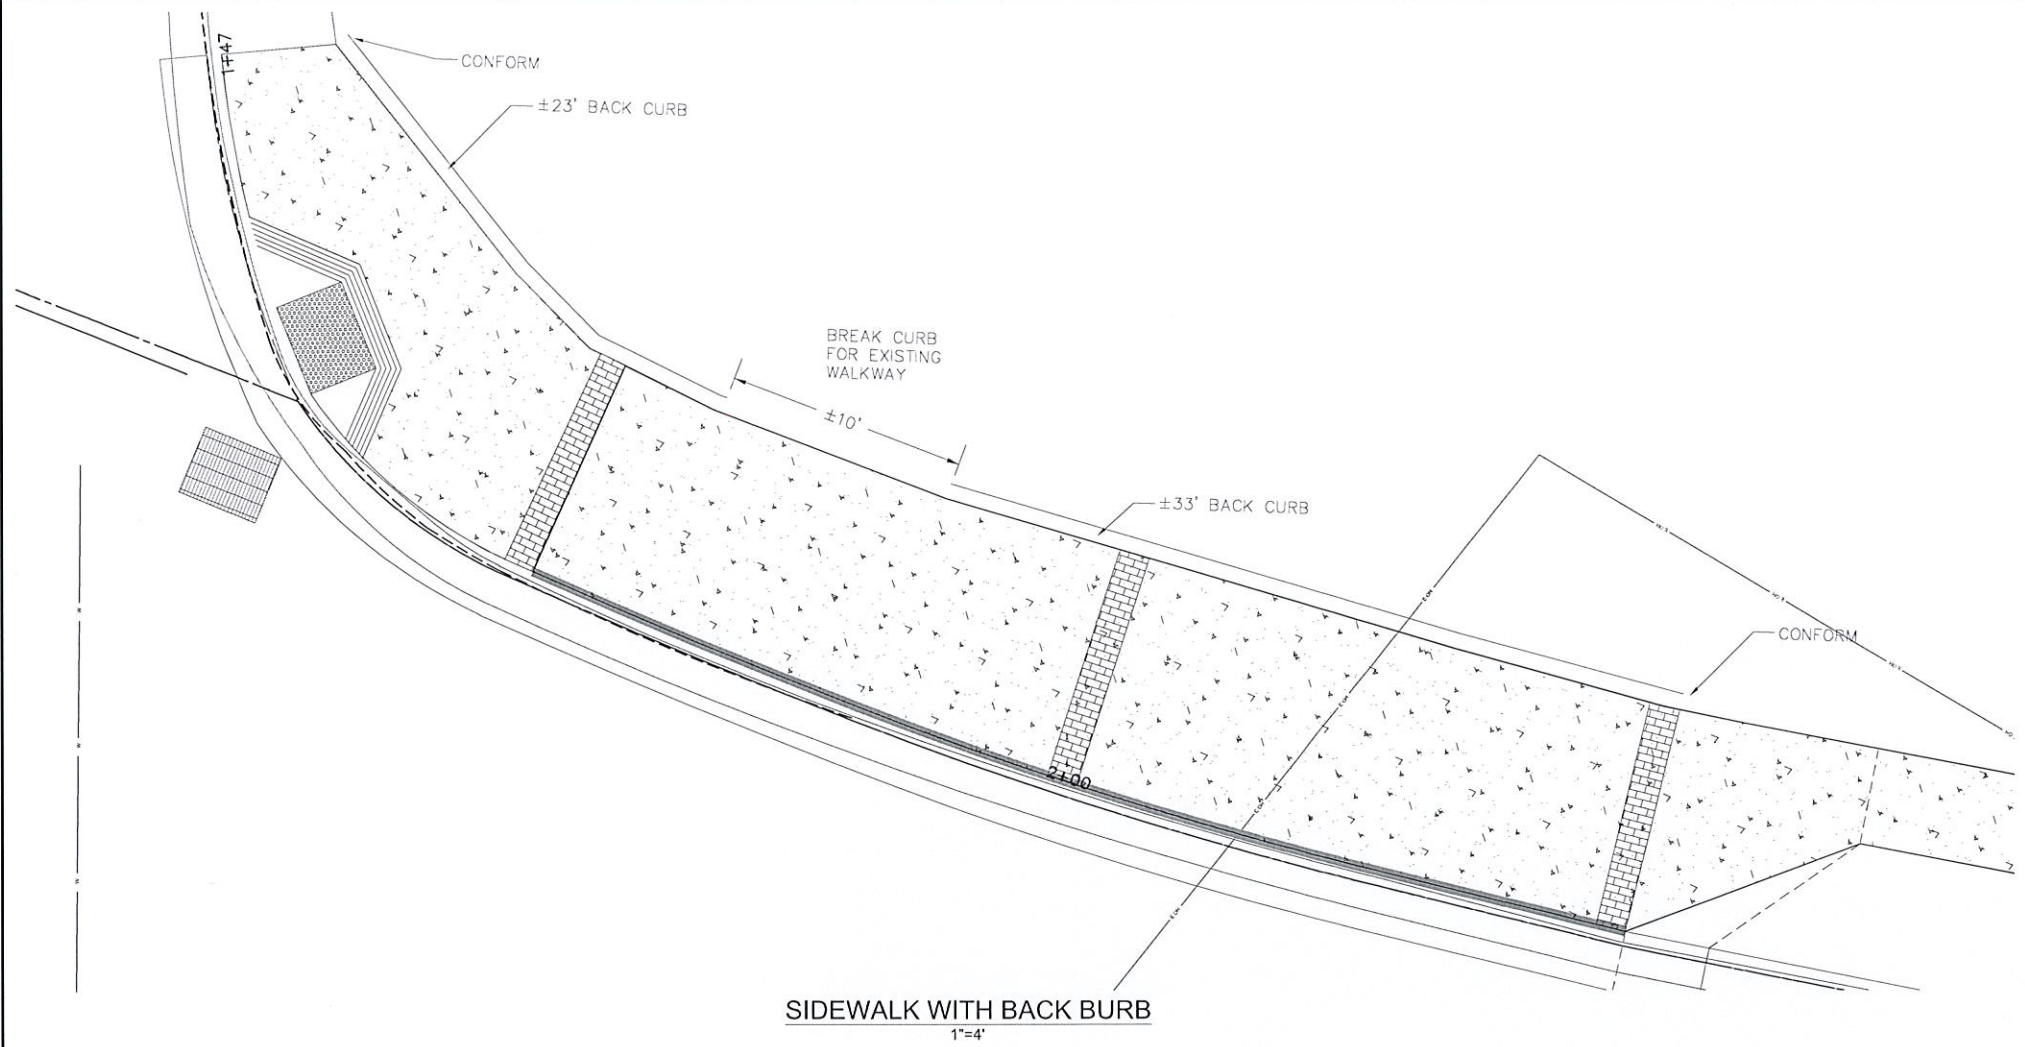 1+47
CONFORM
±23' BACK CURB
BREAK CURB
FOR EXISTING
WALKWAY
±10'
±33' BACK CURB
CONFORM
2+00
W
W
W
SIDEWALK WITH BACK BURB
1"=4'